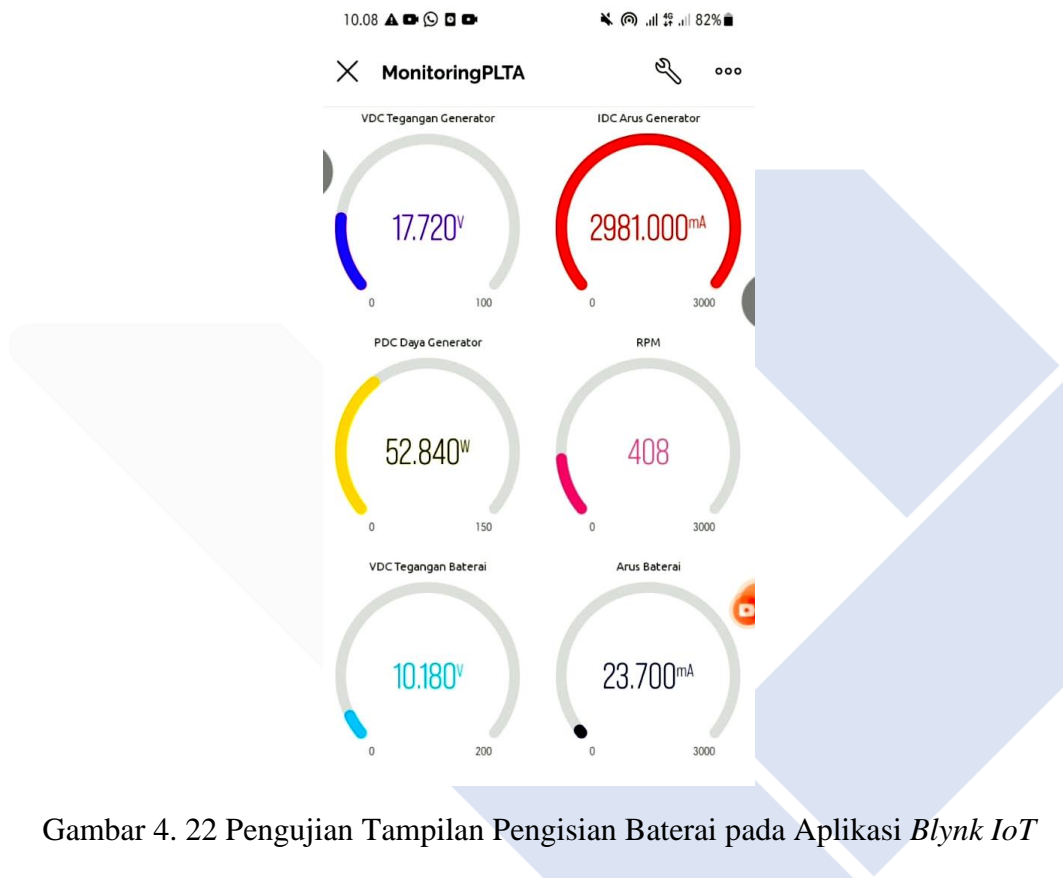 10.08 82%
4G
MonitoringPLTA
VDC Tegangan Generator IDC Arus Generator
17.720V 2981.000mA
0 100 0 3000
PDC Daya Generator RPM
52.840W 408
0 150 0 3000
VDC Tegangan Baterai Arus Baterai
10.180V 23.700mA
0 200 0 3000
Gambar 4. 22 Pengujian Tampilan Pengisian Baterai pada Aplikasi Blynk IoT